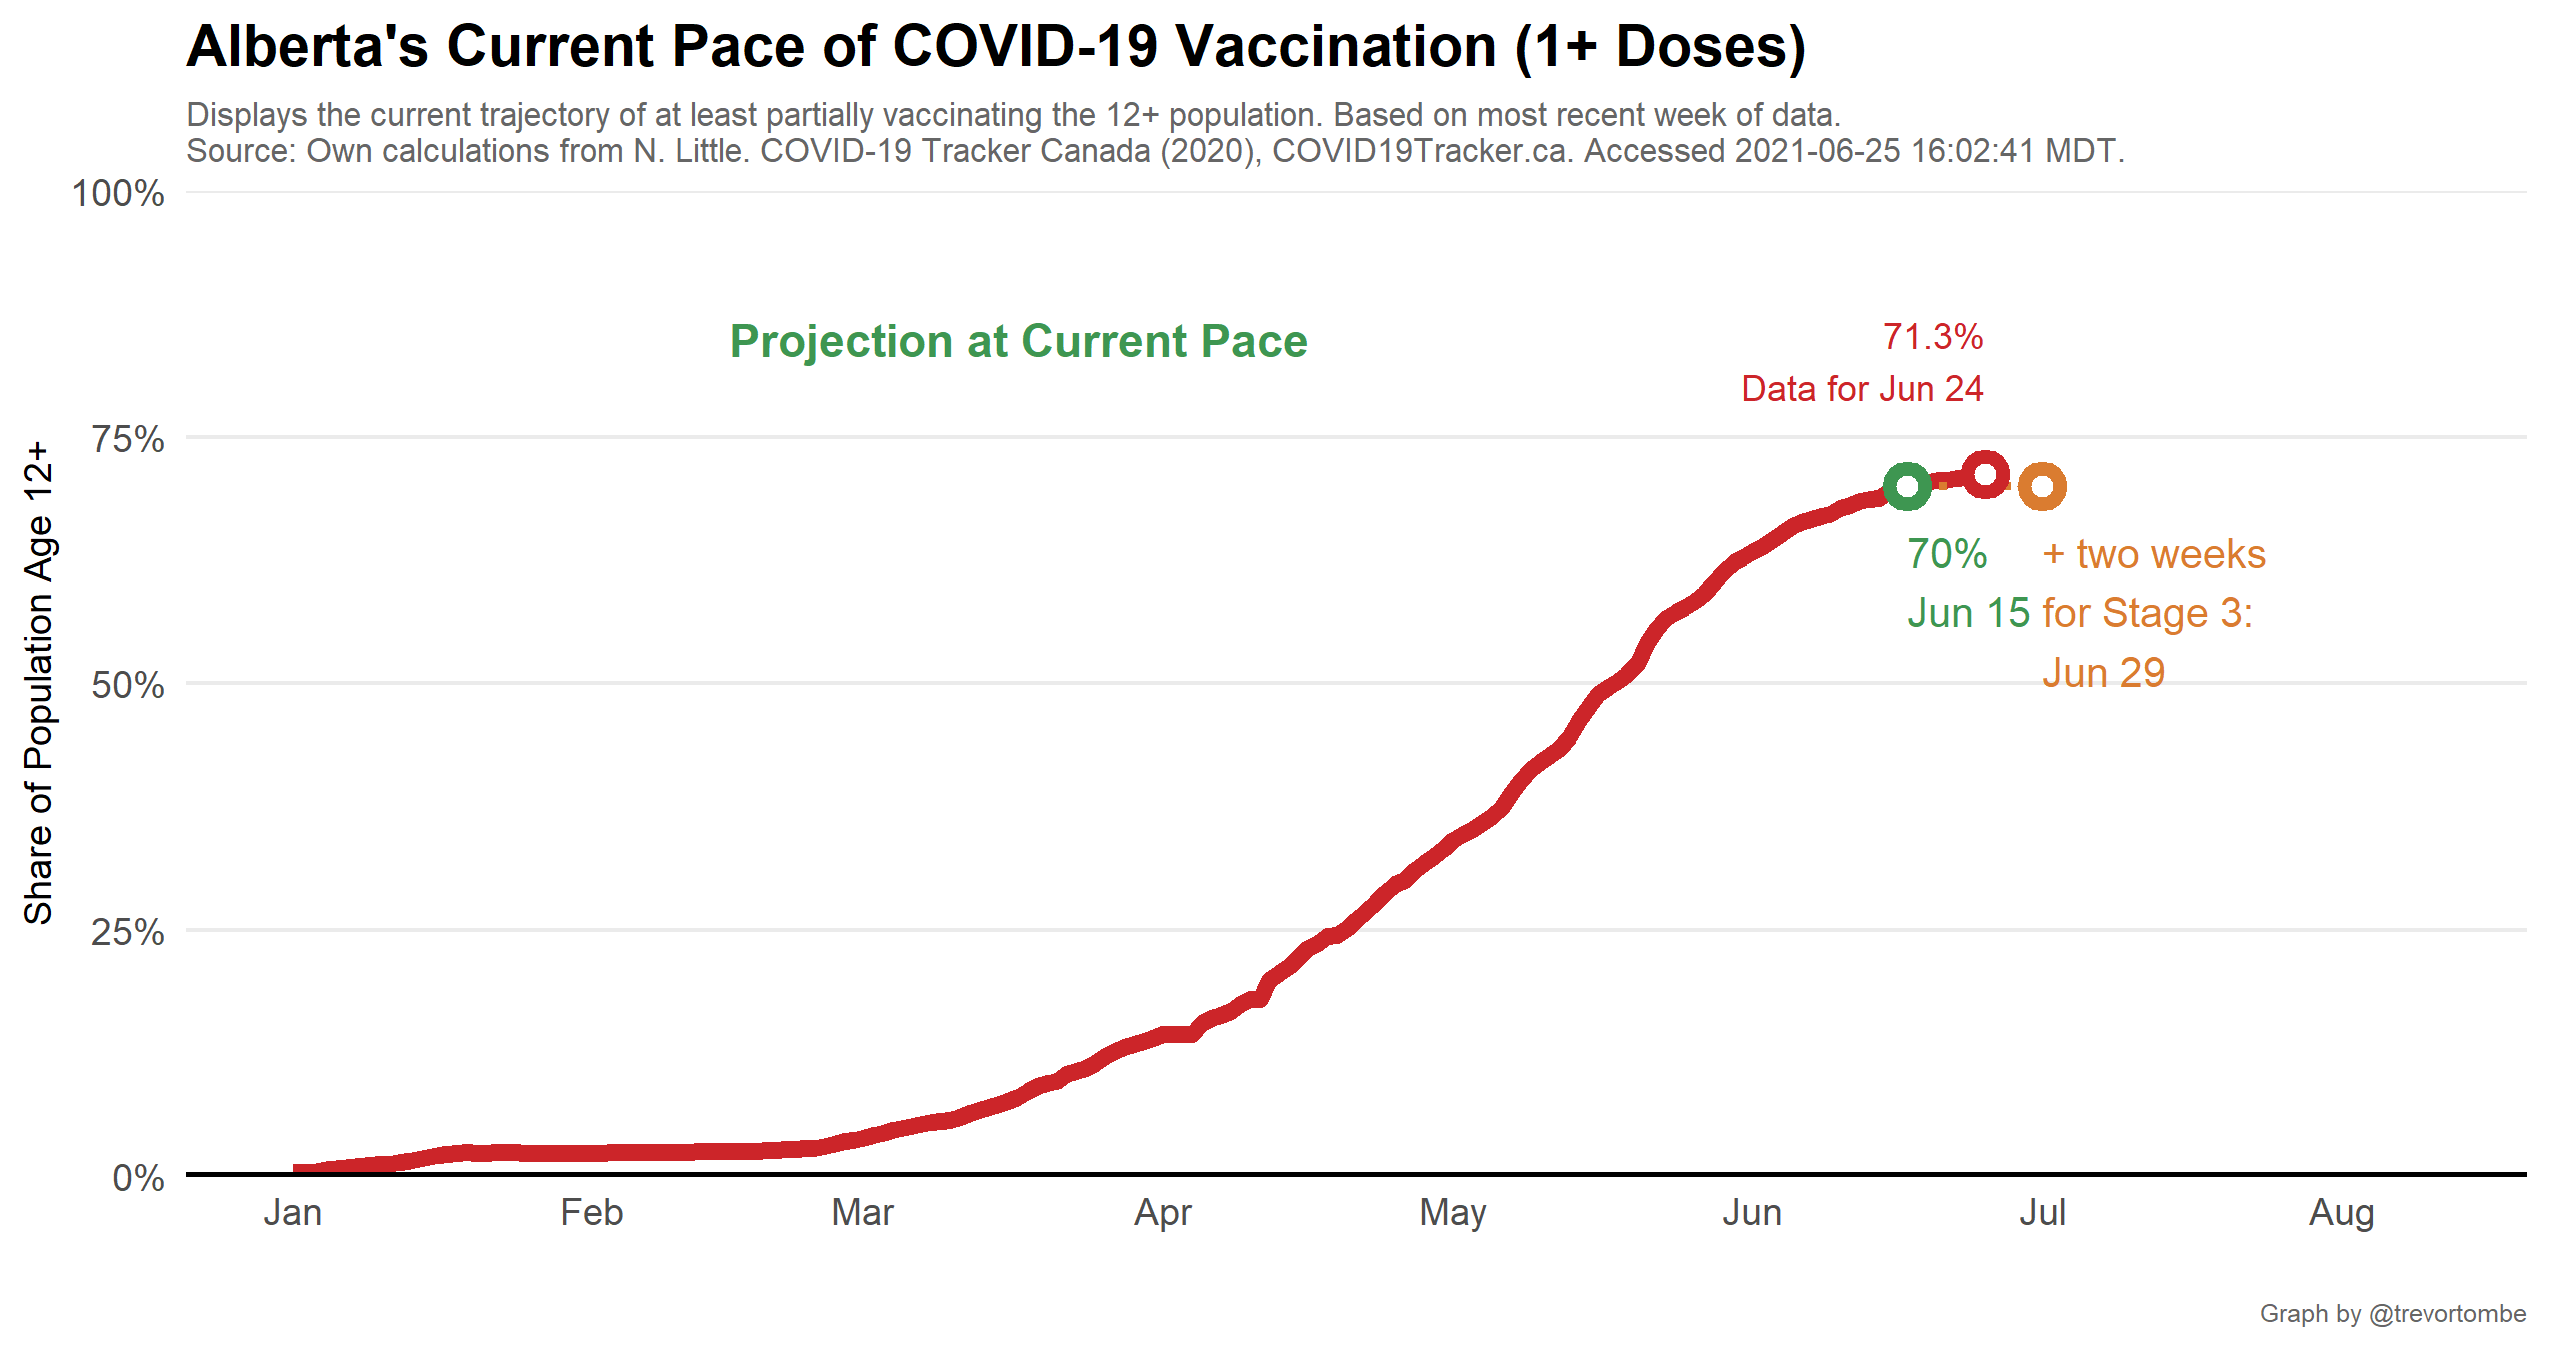 Alberta's Current Pace of COVID-19 Vaccination (1+ Doses)
Displays the current trajectory of at least partially vaccinating the 12+ population. Based on most recent week of data.
Source: Own calculations from N. Little. COVID-19 Tracker Canada (2020), COVID19Tracker.ca. Accessed 2021-06-25 16:02:41 MDT.
100%
75%
50%
25%
0%
Share of Population Age 12+
Projection at Current Pace
71.3%
Data for Jun 24
70%
Jun 15
+ two weeks
for Stage 3:
Jun 29
Jan
Feb
Mar
Apr
May
Jun
Jul
Aug
Graph by @trevortombe